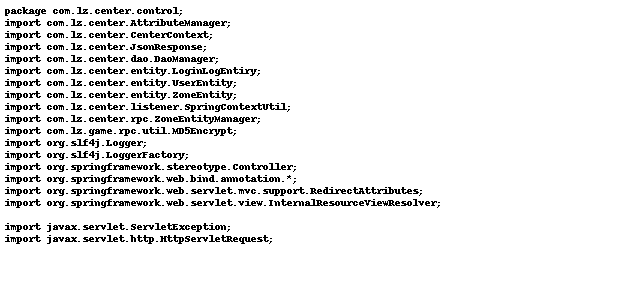 package com.lz.center.control;
import com.lz.center.AttributeManager;
import com.lz.center.CenterContext;
import com.lz.center.JsonResponse;
import com.lz.center.dao.DaoManager;
import com.lz.center.entity.LoginLogEntiry;
import com.lz.center.entity.UserEntity;
import com.lz.center.entity.ZoneEntity;
import com.lz.center.listener.SpringContextUtil;
import com.lz.center.rpc.ZoneEntityManager;
import com.lz.game.rpc.util.MD5Encrypt;
import org.slf4j.Logger;
import org.slf4j.LoggerFactory;
import org.springframework.stereotype.Controller;
import org.springframework.web.bind.annotation.*;
import org.springframework.web.servlet.mvc.support.RedirectAttributes;
import org.springframework.web.servlet.view.InternalResourceViewResolver;
import javax.servlet.ServletException;
import javax.servlet.http.HttpServletRequest;